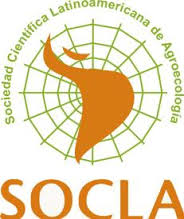 Sociedad Científica Latinoamericana de Agroecología
SOCLA